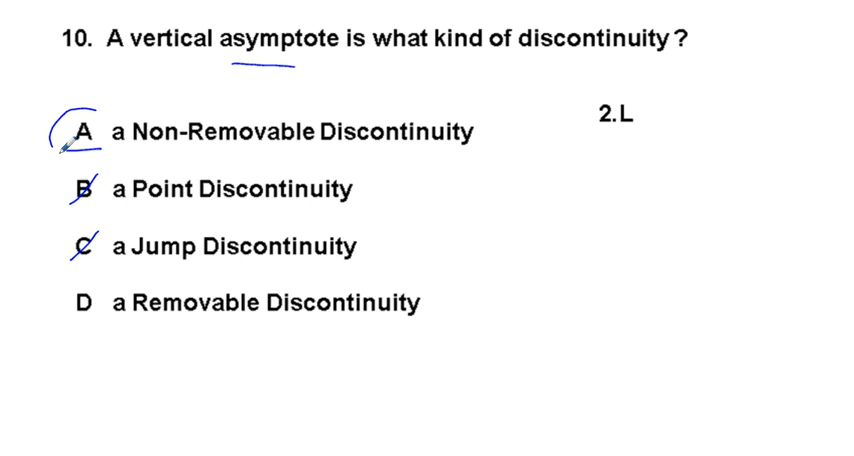 10. A vertical asymptote is what kind of discontinuity ?
2.L
A a Non-Removable Discontinuity
B a Point Discontinuity
C a Jump Discontinuity
D a Removable Discontinuity